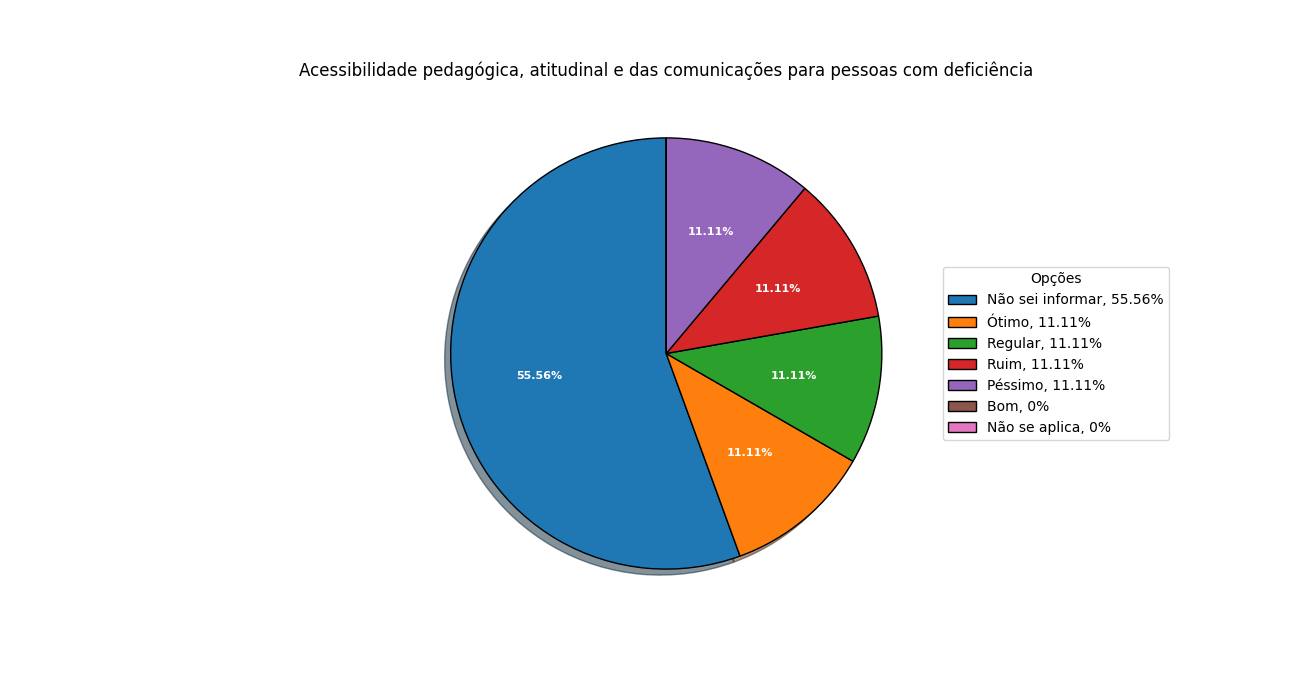 Acessibilidade pedagógica, atitudinal e das comunicações para pessoas com deficiência
11.11%
11.11%
11.11%
55.56%
11.11%
Opções
Não sei informar, 55.56%
Ótimo, 11.11%
Regular, 11.11%
Ruim, 11.11%
Péssimo, 11.11%
Bom, 0%
Não se aplica, 0%